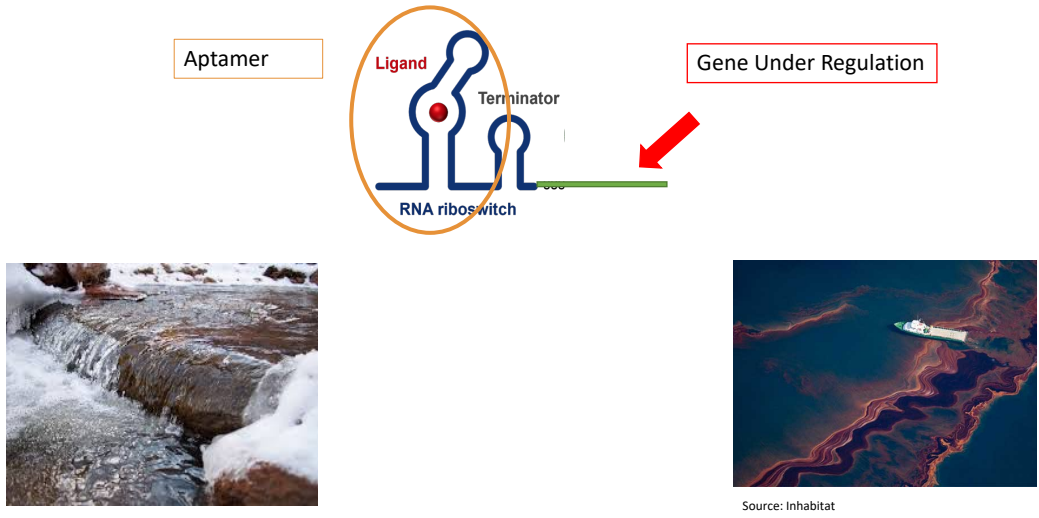 Aptamer
Ligand
Gene Under Regulation
Terminator
RNA riboswitch
Source: Inhabitat